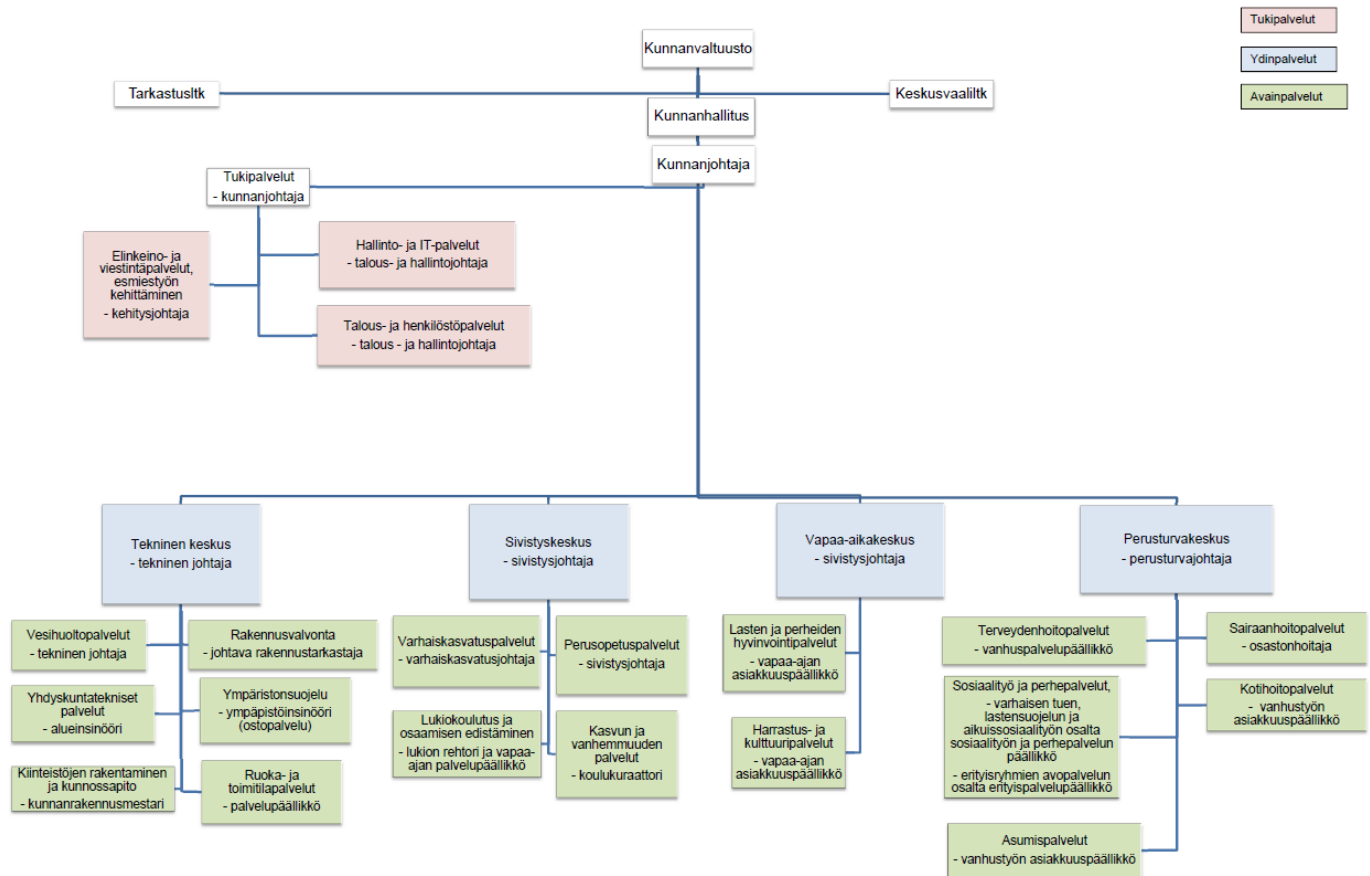 Tukipalvelut
Ydinpalvelut
Avainpalvelut
Kunnanvaltuusto
Tarkastusltk
Keskusvaaliltk
Kunnanhallitus
Kunnanjohtaja
Tukipalvelut
- kunnanjohtaja
Elinkeino- ja
viestintäpalvelut,
esmiestyön
kehittäminen
- kehitysjohtaja
Hallinto- ja IT-palvelut
- talous- ja hallintojohtaja
Talous- ja henkilöstöpalvelut
- talous - ja hallintojohtaja
Tekninen keskus
- tekninen johtaja
Sivistyskeskus
- sivistysjohtaja
Vapaa-aikakeskus
- sivistysjohtaja
Perusturvakeskus
- perusturvajohtaja
Vesihuoltopalvelut
- tekninen johtaja
Rakennusvalvonta
- johtava rakennustarkastaja
Yhdyskuntatekniset
palvelut
- alueinsinööri
Ympäristonsuojelu
- ympäpistöinsinööri
(ostopalvelu)
Kiinteistöjen rakentaminen
ja kunnossapito
- kunnanrakennusmestari
Ruoka- ja
toimitilapalvelut
- palvelupäällikkö
Varhaiskasvatuspalvelut
- varhaiskasvatusjohtaja
Perusopetuspalvelut
- sivistysjohtaja
Lukiokoulutus ja
osaamisen edistäminen
- lukion rehtori ja vapaa-
ajan palvelupäällikkö
Kasvun ja
vanhemmuuden
palvelut
- koulukuraattori
Lasten ja perheiden
hyvinvointipalvelut
- vapaa-ajan
asiakkuuspäällikkö
Harrastus- ja
kulttuuripalvelut
- vapaa-ajan
asiakkuuspäällikkö
Terveydenhoitopalvelut
- vanhuspalvelupäällikkö
Sairaanhoitopalvelut
- osastonhoitaja
Sosiaalityö ja perhepalvelut,
- varhaisen tuen,
lastensuojelun ja
aikuissosiaalityön osalta
sosiaalityön ja perhepalvelun
päällikkö
- erityisryhmien avopalvelun
osalta erityispalvelupäällikkö
Kotihoitopalvelut
- vanhustyön
asiakkuuspäällikkö
Asumispalvelut
- vanhustyön asiakkuuspäällikkö